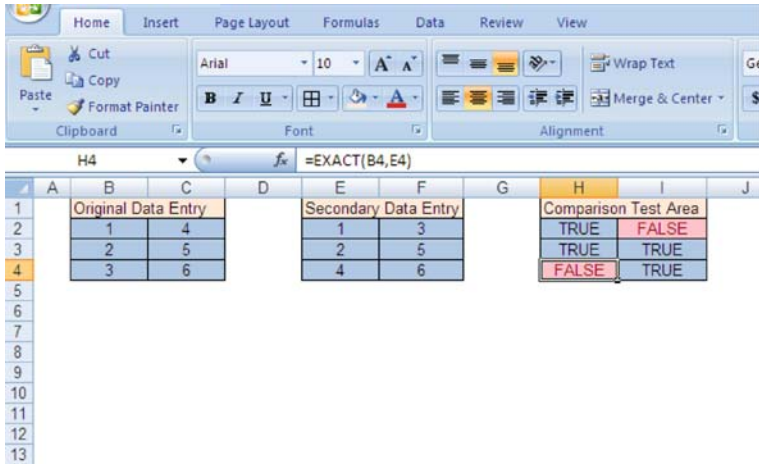 Home Insert Page Layout Formulas Data Review View
Cut
Copy
Format Painter
Paste
Arial 10 A A
B I U A
Wrap Text
Merge & Center
Ge
$
Clipboard Font Alignment
H4 fx =EXACT(B4,E4)
A B C D E F G H I J
1 Original Data Entry Secondary Data Entry Comparison Test Area
2 1 4 1 3 TRUE FALSE
3 2 5 2 5 TRUE TRUE
4 3 6 4 6 FALSE TRUE
5
6
7
8
9
10
11
12
13